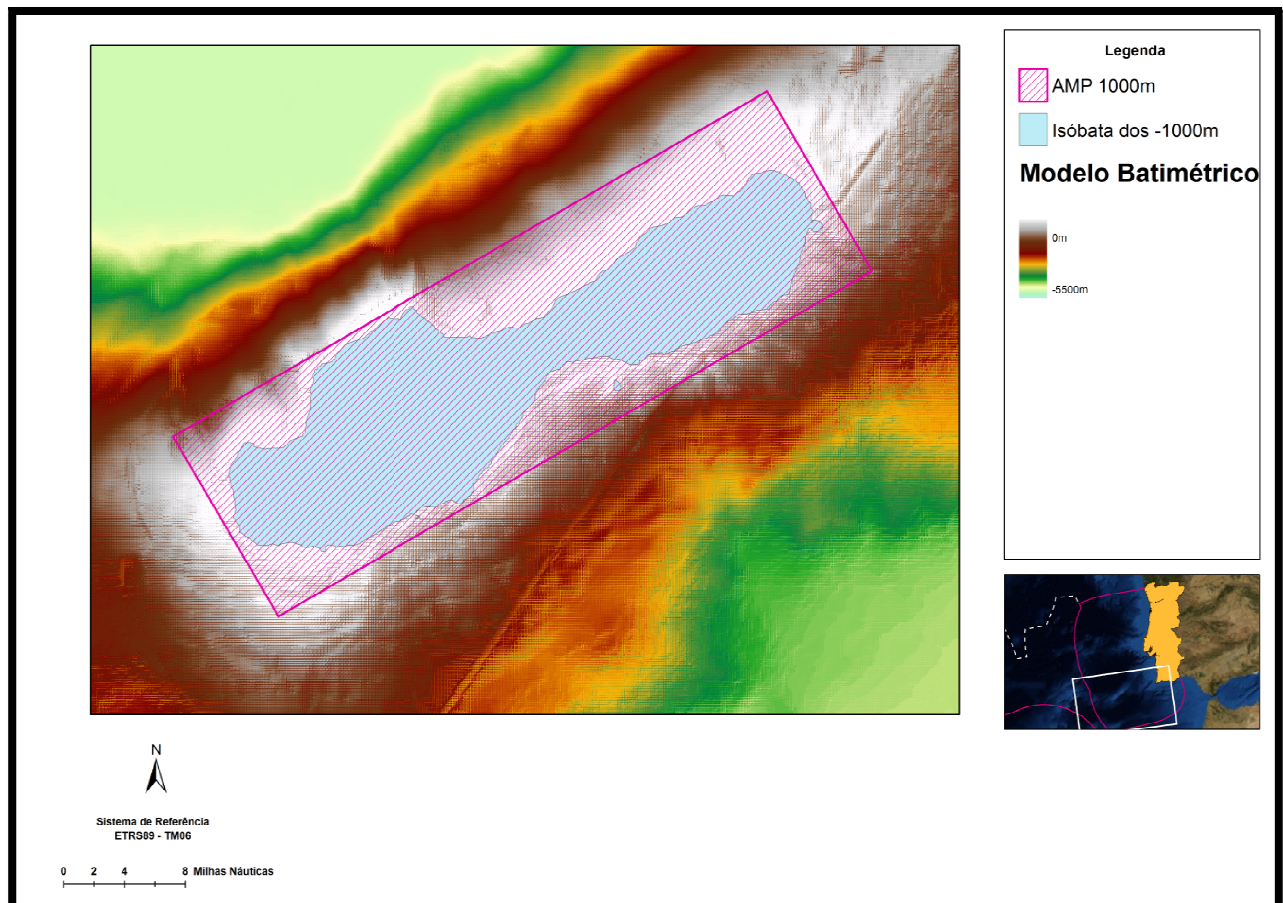 Legenda
AMP 1000m
Isóbata dos -1000m
Modelo Batimétrico
0m
-5500m
N
Sistema de Referência
ETRS89 - TM06
0 2 4 8 Milhas Náuticas